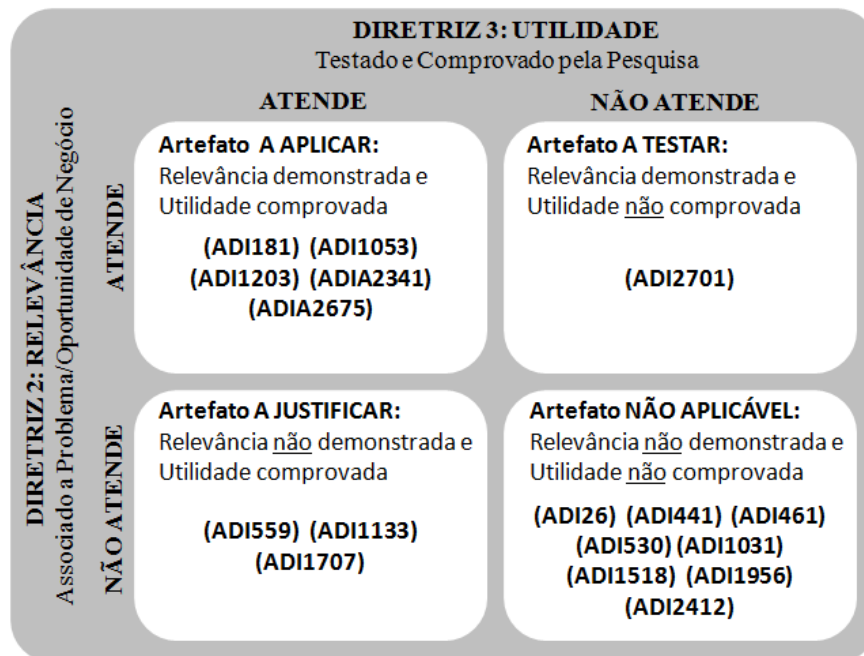 DIRETRIZ 3: UTILIDADE
Testado e Comprovado pela Pesquisa
ATENDE
NÃO ATENDE
DIRETRIZ 2: RELEVÂNCIA
Associado a Problema/Oportunidade de Negócio
ATENDE
Artefato A APLICAR:
Relevância demonstrada e
Utilidade comprovada
(ADI181) (ADI1053)
(ADI1203) (ADIA2341)
(ADIA2675)
Artefato A TESTAR:
Relevância demonstrada e
Utilidade não comprovada
(ADI2701)
NÃO ATENDE
Artefato A JUSTIFICAR:
Relevância não demonstrada e
Utilidade comprovada
(ADI559) (ADI1133)
(ADI1707)
Artefato NÃO APLICÁVEL:
Relevância não demonstrada e
Utilidade não comprovada
(ADI26) (ADI441) (ADI461)
(ADI530) (ADI1031)
(ADI1518) (ADI1956)
(ADI2412)